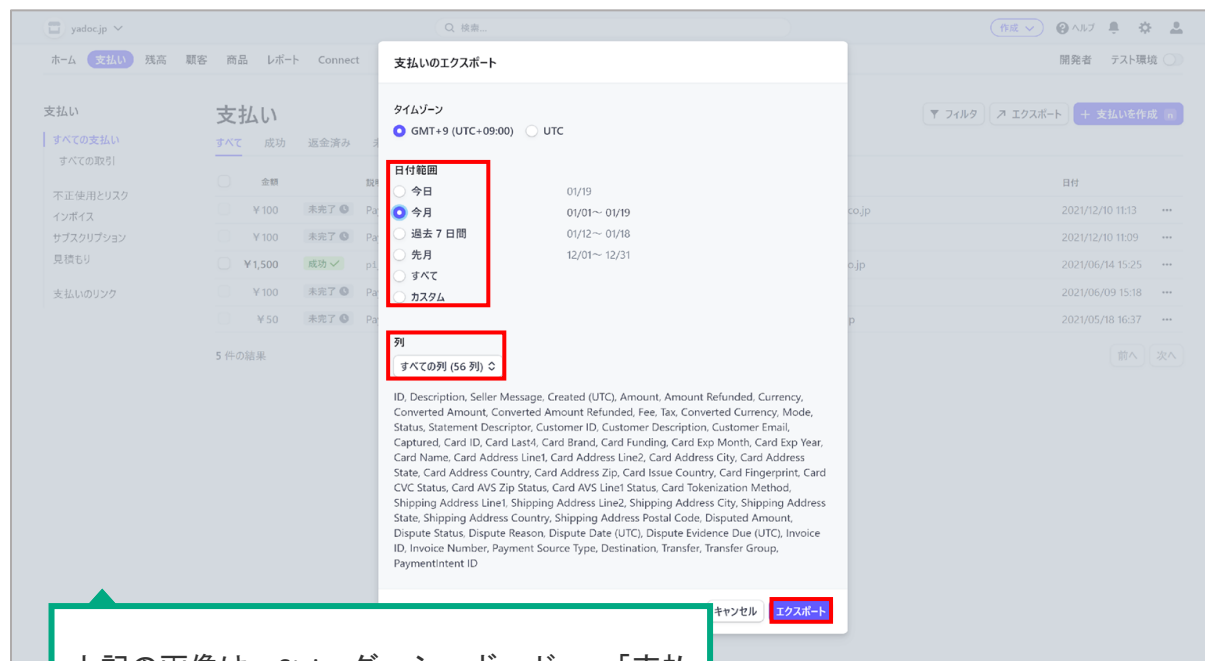 yadoc.jp
検索...
作成
ヘルプ
ホーム 支払い 残高 顧客 商品 レポート Connect
開発者 テスト環境
支払い
すべての支払い
すべての取引
不正使用とリスク
インボイス
サブスクリプション
見積もり
支払いのリンク
支払い
フィルタ エクスポート + 支払いを作成 n
すべて 成功 返金済み
金額 日付
¥100 未完了 Pa co.jp 2021/12/10 11:13
¥100 未完了 Pa 2021/12/10 11:09
¥1,500 成功 pi_ o.jp 2021/06/14 15:25
¥100 未完了 Pa 2021/06/09 15:18
¥50 未完了 Pa p 2021/05/18 16:37
5 件の結果
前へ 次へ
支払いのエクスポート
タイムゾーン
GMT+9 (UTC+09:00) UTC
日付範囲
今日 01/19
今月 01/01～ 01/19
過去 7 日間 01/12～ 01/18
先月 12/01～ 12/31
すべて
カスタム
列
すべての列 (56 列)
ID, Description, Seller Message, Created (UTC), Amount, Amount Refunded, Currency,
Converted Amount, Converted Amount Refunded, Fee, Tax, Converted Currency, Mode,
Status, Statement Descriptor, Customer ID, Customer Description, Customer Email,
Captured, Card ID, Card Last4, Card Brand, Card Funding, Card Exp Month, Card Exp Year,
Card Name, Card Address Line1, Card Address Line2, Card Address City, Card Address
State, Card Address Country, Card Address Zip, Card Issue Country, Card Fingerprint, Card
CVC Status, Card AVS Zip Status, Card AVS Line1 Status, Card Tokenization Method,
Shipping Address Line1, Shipping Address Line2, Shipping Address City, Shipping Address
State, Shipping Address Country, Shipping Address Postal Code, Disputed Amount,
Dispute Status, Dispute Reason, Dispute Date (UTC), Dispute Evidence Due (UTC), Invoice
ID, Invoice Number, Payment Source Type, Destination, Transfer, Transfer Group,
PaymentIntent ID
キャンセル エクスポート